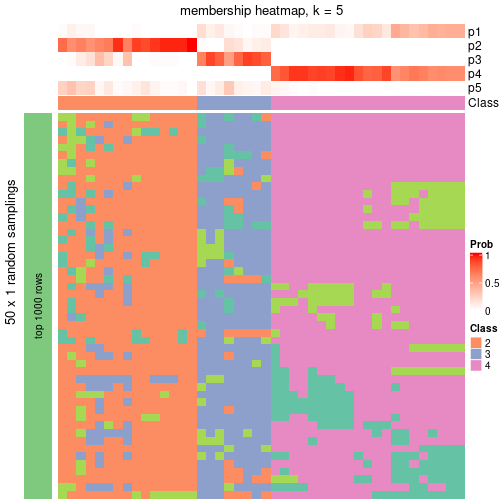 membership heatmap, k = 5
p1
p2
p3
p4
p5
Class
50 x 1 random samplings
top 1000 rows
Prob
1
0.5
0
Class
2
3
4